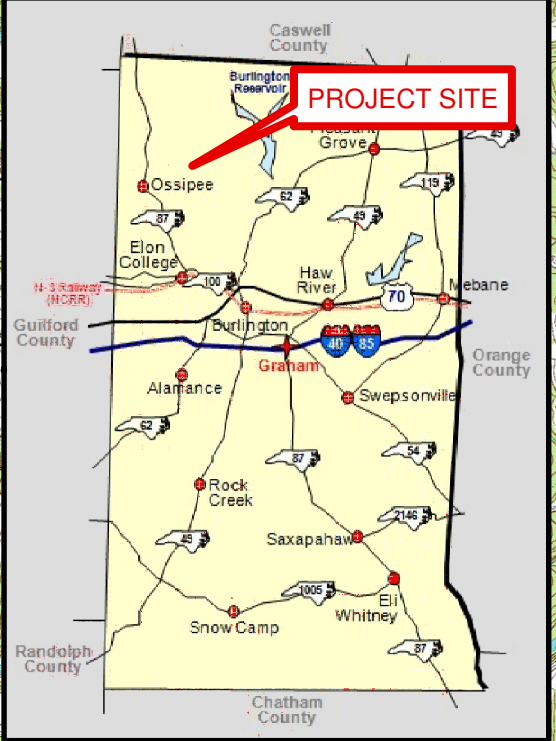 Caswell
County
Burlington
Reservoir
PROJECT SITE
Pleasant
Grove
49
62
119
Ossipee
87
49
Elon
College
100
Haw
River
70
Mebane
N-S Railway
(NCRR)
Guilford
County
Burlington
40
85
Graham
Orange
County
Alamance
Swepsonville
62
87
54
Rock
Creek
2146
49
Saxapahaw
1005
Eli
Whitney
Snow Camp
87
Randolph
County
Chatham
County